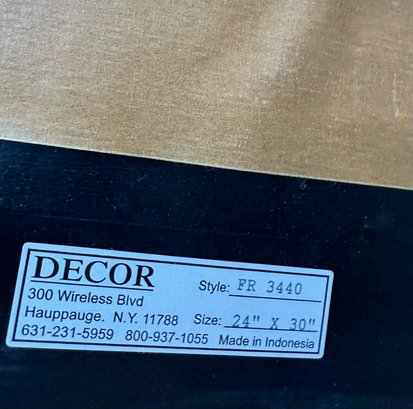 DECOR Style: FR 3440
300 Wireless Blvd
Hauppauge. N.Y. 11788 Size: 24" X 30"
631-231-5959 800-937-1055 Made in Indonesia